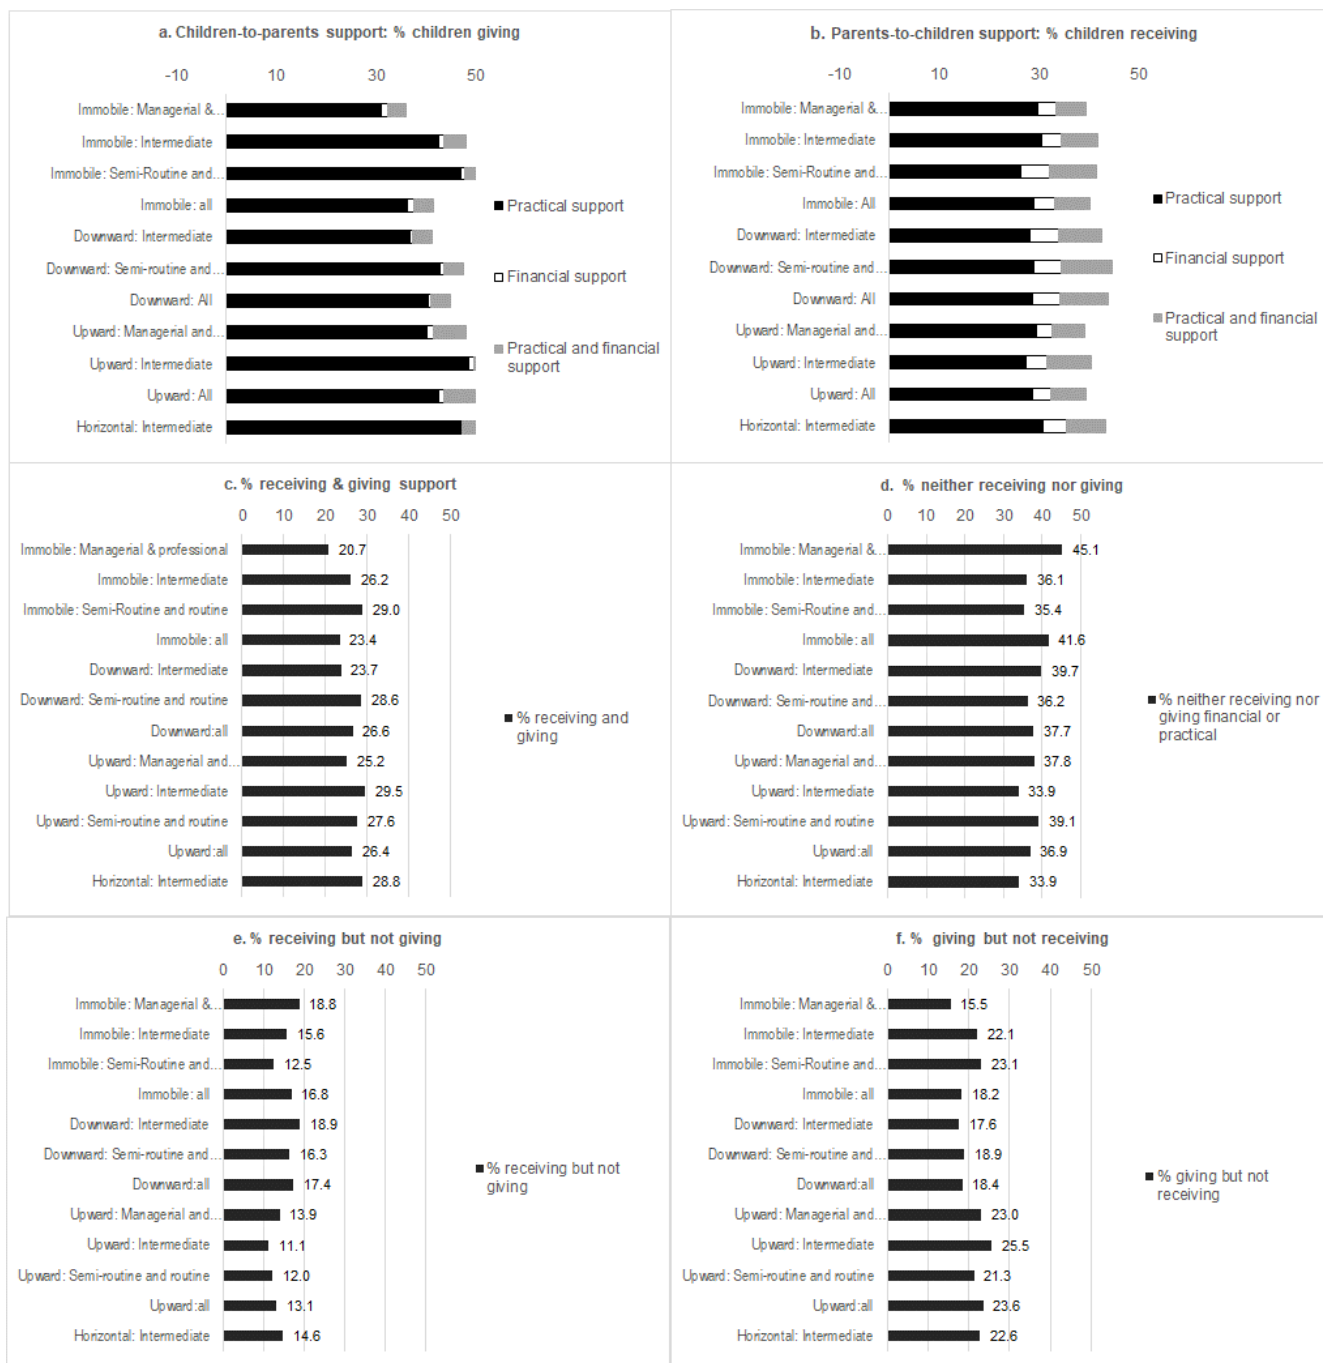 a. Children-to-parents support: % children giving
-10 10 30 50
Immobile: Managerial &...
Immobile: Intermediate
Immobile: Semi-Routine and...
Immobile: all
Downward: Intermediate
Downward: Semi-routine and...
Downward: All
Upward: Managerial and...
Upward: Intermediate
Upward: All
Horizontal: Intermediate
Practical support
Financial support
Practical and financial
support
b. Parents-to-children support: % children receiving
-10 10 30 50
Immobile: Managerial &...
Immobile: Intermediate
Immobile: Semi-Routine and...
Immobile: All
Downward: Intermediate
Downward: Semi-routine and...
Downward: All
Upward: Managerial and...
Upward: Intermediate
Upward: All
Horizontal: Intermediate
Practical support
Financial support
Practical and financial
support
c. % receiving & giving support
0 10 20 30 40 50
Immobile: Managerial & professional 20.7
Immobile: Intermediate 26.2
Immobile: Semi-Routine and routine 29.0
Immobile: all 23.4
Downward: Intermediate 23.7
Downward: Semi-routine and routine 28.6
Downward:all 26.6
Upward: Managerial and... 25.2
Upward: Intermediate 29.5
Upward: Semi-routine and routine 27.6
Upward:all 26.4
Horizontal: Intermediate 28.8
% receiving and
giving
d. % neither receiving nor giving
0 10 20 30 40 50
Immobile: Managerial &... 45.1
Immobile: Intermediate 36.1
Immobile: Semi-Routine and... 35.4
Immobile: all 41.6
Downward: Intermediate 39.7
Downward: Semi-routine and... 36.2
Downward:all 37.7
Upward: Managerial and... 37.8
Upward: Intermediate 33.9
Upward: Semi-routine and routine 39.1
Upward:all 36.9
Horizontal: Intermediate 33.9
% neither receiving nor
giving financial or
practical
e. % receiving but not giving
0 10 20 30 40 50
Immobile: Managerial &... 18.8
Immobile: Intermediate 15.6
Immobile: Semi-Routine and... 12.5
Immobile: all 16.8
Downward: Intermediate 18.9
Downward: Semi-routine and... 16.3
Downward:all 17.4
Upward: Managerial and... 13.9
Upward: Intermediate 11.1
Upward: Semi-routine and routine 12.0
Upward:all 13.1
Horizontal: Intermediate 14.6
% receiving but not
giving
f. % giving but not receiving
0 10 20 30 40 50
Immobile: Managerial &... 15.5
Immobile: Intermediate 22.1
Immobile: Semi-Routine and... 23.1
Immobile: all 18.2
Downward: Intermediate 17.6
Downward: Semi-routine and... 18.9
Downward:all 18.4
Upward: Managerial and... 23.0
Upward: Intermediate 25.5
Upward: Semi-routine and routine 21.3
Upward:all 23.6
Horizontal: Intermediate 22.6
% giving but not
receiving